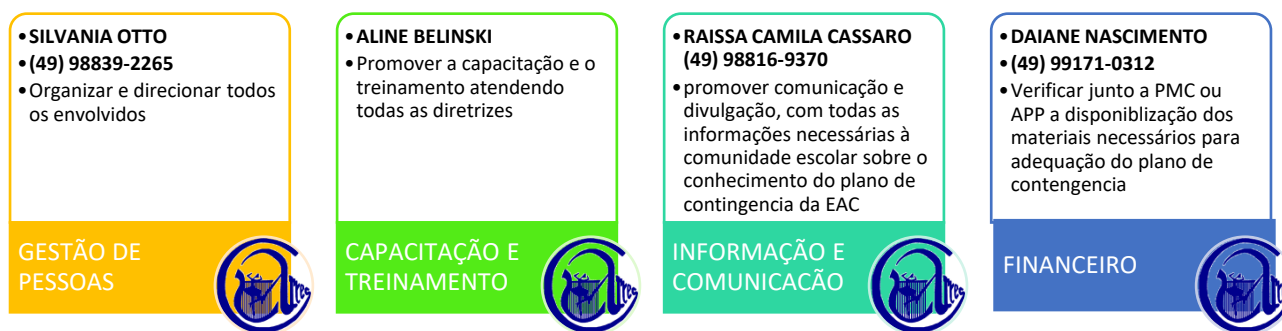 • SILVANIA OTTO
• (49) 98839-2265
• Organizar e direcionar todos
os envolvidos
GESTÃO DE
PESSOAS
• ALINE BELINSKI
• Promover a capacitação e o
treinamento atendendo
todas as diretrizes
CAPACITAÇÃO E
TREINAMENTO
• RAISSA CAMILA CASSARO
(49) 98816-9370
• promover comunicação e
divulgação, com todas as
informações necessárias à
comunidade escolar sobre o
conhecimento do plano de
contingencia da EAC
INFORMAÇÃO E
COMUNICACÃO
• DAIANE NASCIMENTO
• (49) 99171-0312
• Verificar junto a PMC ou
APP a disponiblização dos
materiais necessários para
adequação do plano de
contengencia
FINANCEIRO